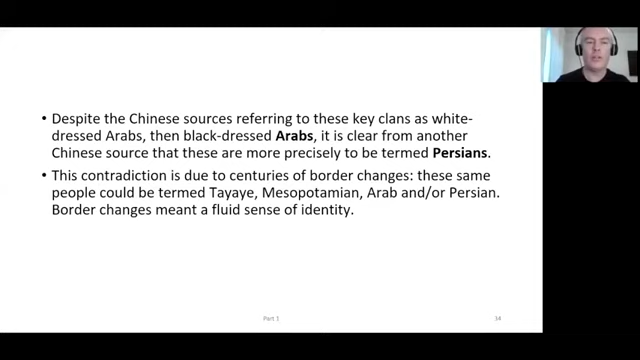 • Despite the Chinese sources referring to these key clans as white-
dressed Arabs, then black-dressed Arabs, it is clear from another
Chinese source that these are more precisely to be termed Persians.
• This contradiction is due to centuries of border changes: these same
people could be termed Tayaye, Mesopotamian, Arab and/or Persian.
Border changes meant a fluid sense of identity.
Part 1
34